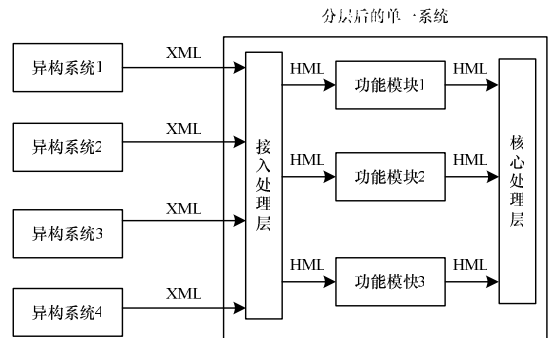 分层后的单一系统
异构系统1
XML
异构系统2
XML
异构系统3
XML
异构系统4
XML
接入处理层
HML
功能模块1
HML
HML
功能模块2
HML
HML
功能模快3
HML
核心处理层